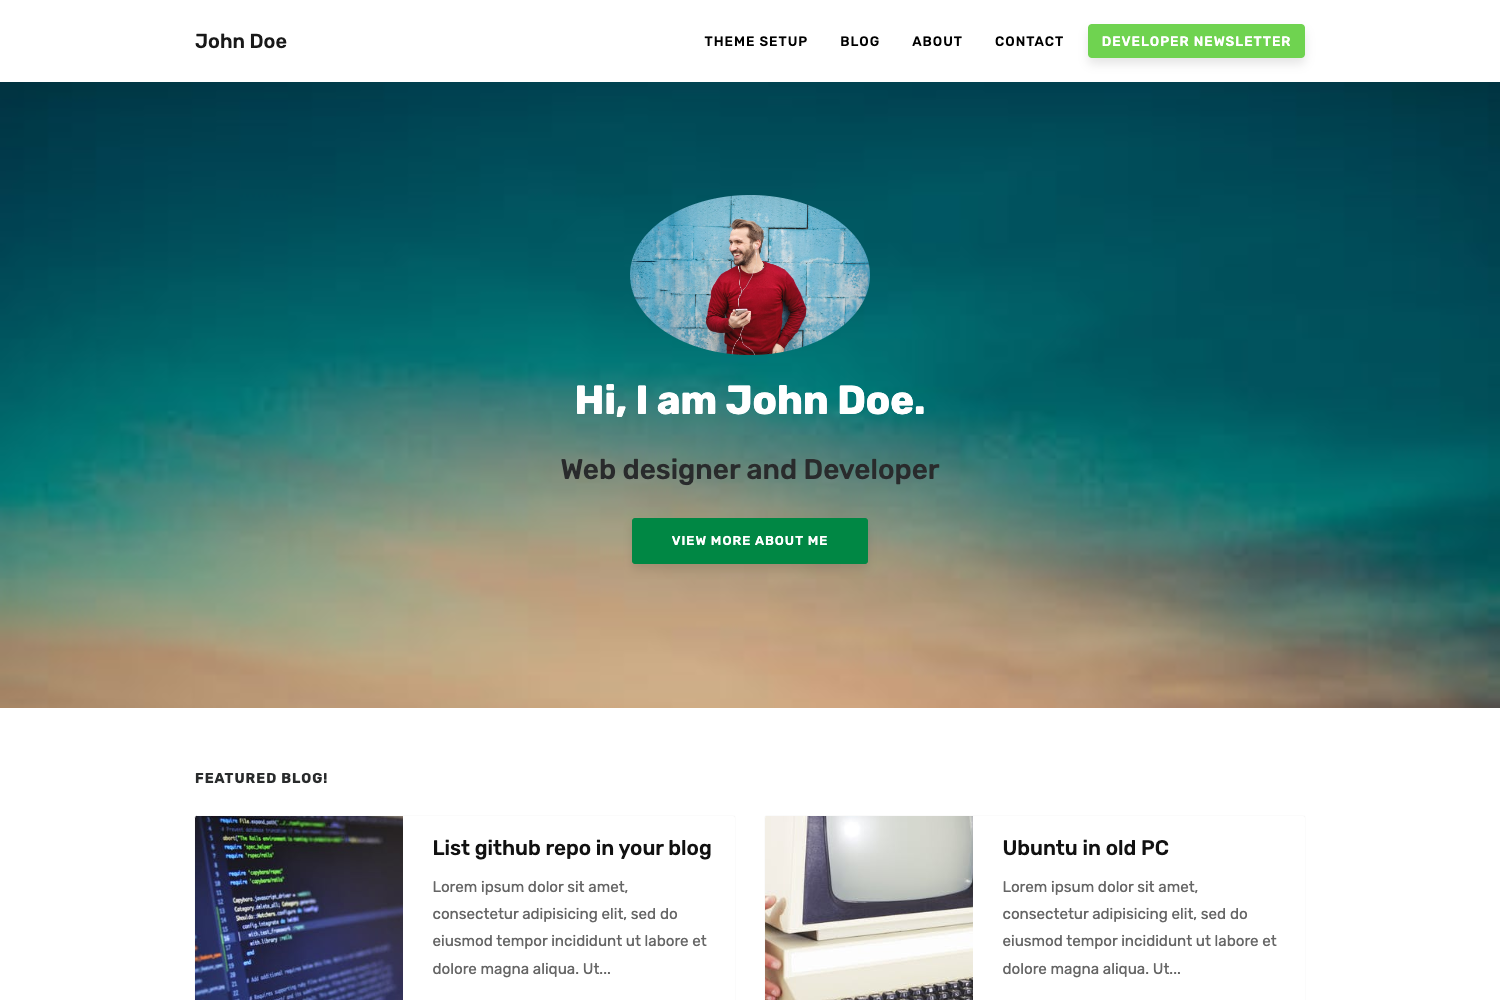 John Doe
THEME SETUP
BLOG
ABOUT
CONTACT
DEVELOPER NEWSLETTER
Hi, I am John Doe.
Web designer and Developer
VIEW MORE ABOUT ME
FEATURED BLOG!
List github repo in your blog
Lorem ipsum dolor sit amet,
consectetur adipisicing elit, sed do
eiusmod tempor incididunt ut labore et
dolore magna aliqua. Ut...
Ubuntu in old PC
Lorem ipsum dolor sit amet,
consectetur adipisicing elit, sed do
eiusmod tempor incididunt ut labore et
dolore magna aliqua. Ut...